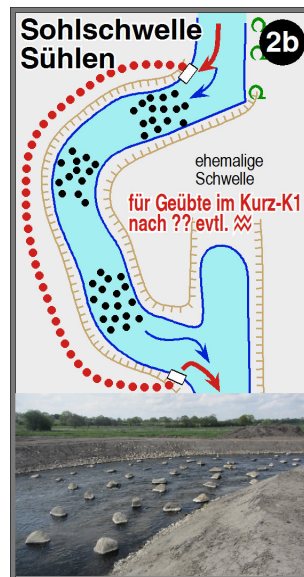 Sohlschwelle
Sühlen
2b
ehemalige
Schwelle
für Geübte im Kurz-K1
nach ?? evtl.